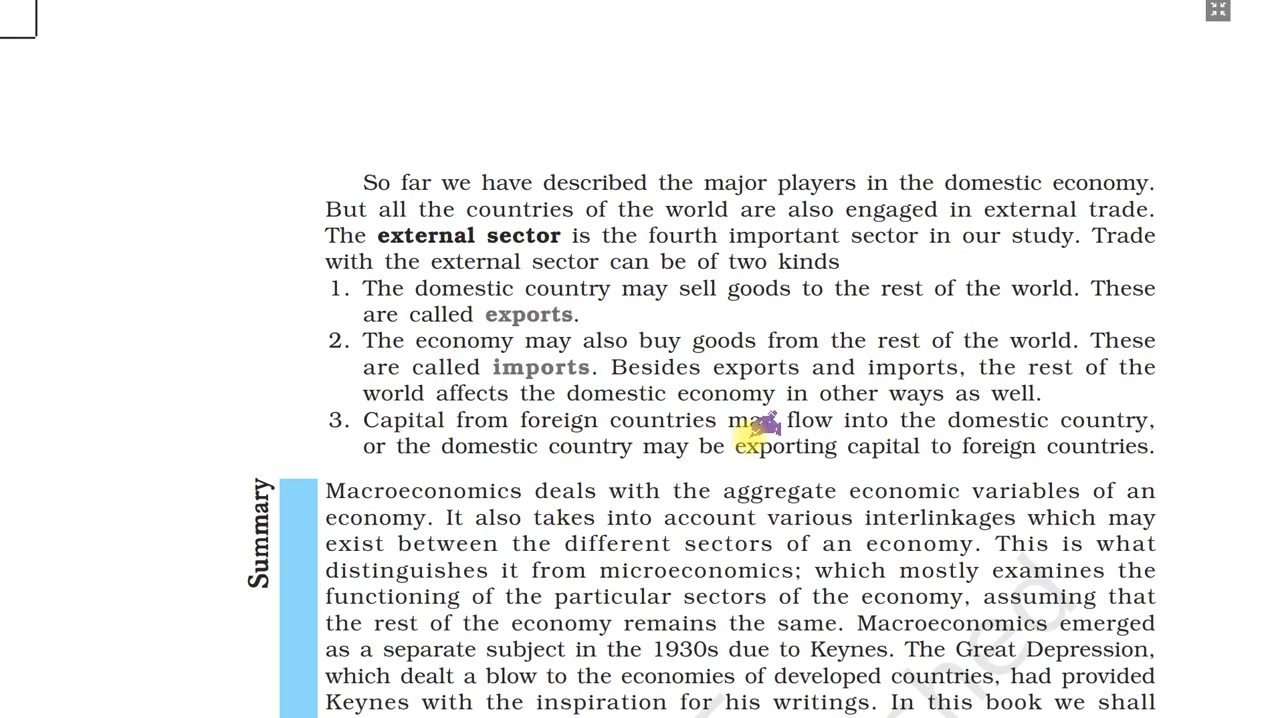 So far we have described the major players in the domestic economy.
But all the countries of the world are also engaged in external trade.
The external sector is the fourth important sector in our study. Trade
with the external sector can be of two kinds
1. The domestic country may sell goods to the rest of the world. These
are called exports.
2. The economy may also buy goods from the rest of the world. These
are called imports. Besides exports and imports, the rest of the
world affects the domestic economy in other ways as well.
3. Capital from foreign countries may flow into the domestic country,
or the domestic country may be exporting capital to foreign countries.
Summary
Macroeconomics deals with the aggregate economic variables of an
economy. It also takes into account various interlinkages which may
exist between the different sectors of an economy. This is what
distinguishes it from microeconomics; which mostly examines the
functioning of the particular sectors of the economy, assuming that
the rest of the economy remains the same. Macroeconomics emerged
as a separate subject in the 1930s due to Keynes. The Great Depression,
which dealt a blow to the economies of developed countries, had provided
Keynes with the inspiration for his writings. In this book we shall